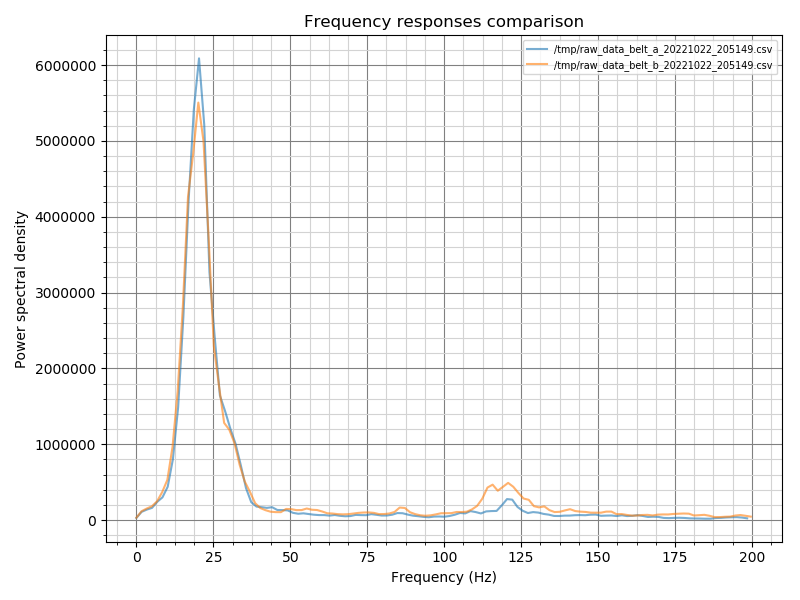 Frequency responses comparison
/tmp/raw_data_belt_a_20221022_205149.csv
/tmp/raw_data_belt_b_20221022_205149.csv
Power spectral density
6000000
5000000
4000000
3000000
2000000
1000000
0
0 25 50 75 100 125 150 175 200
Frequency (Hz)